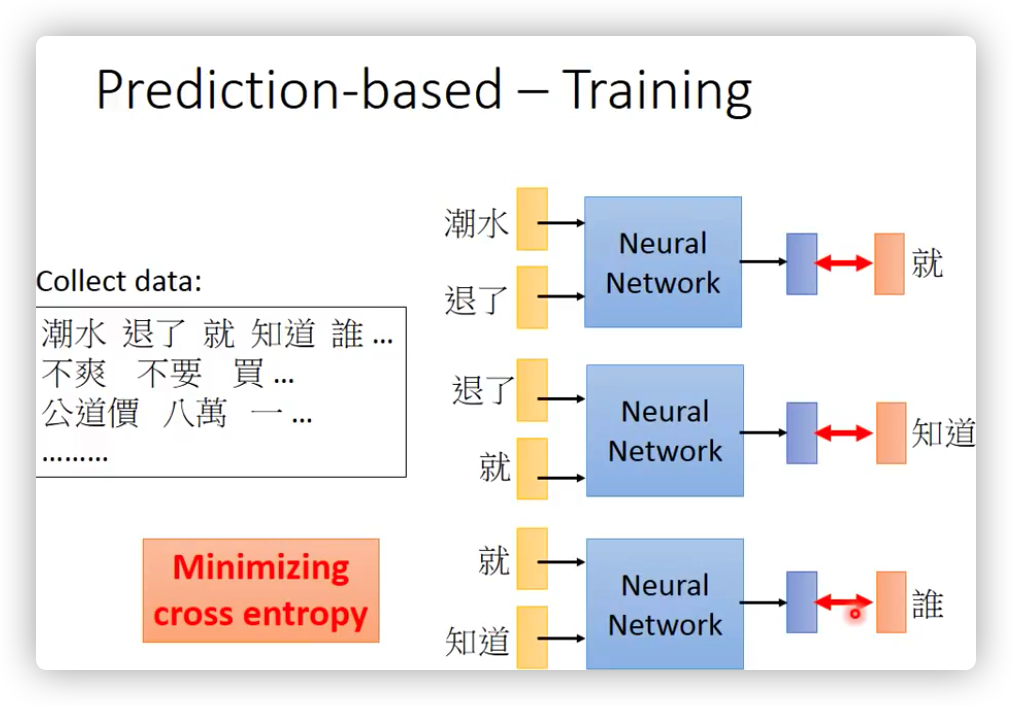 Prediction-based – Training
Collect data:
潮水 退了 就 知道 誰 …
不爽 不要 買 …
公道價 八萬 一 …
………
Minimizing
cross entropy
潮水
退了
Neural
Network
就
退了
就
Neural
Network
知道
就
知道
Neural
Network
誰